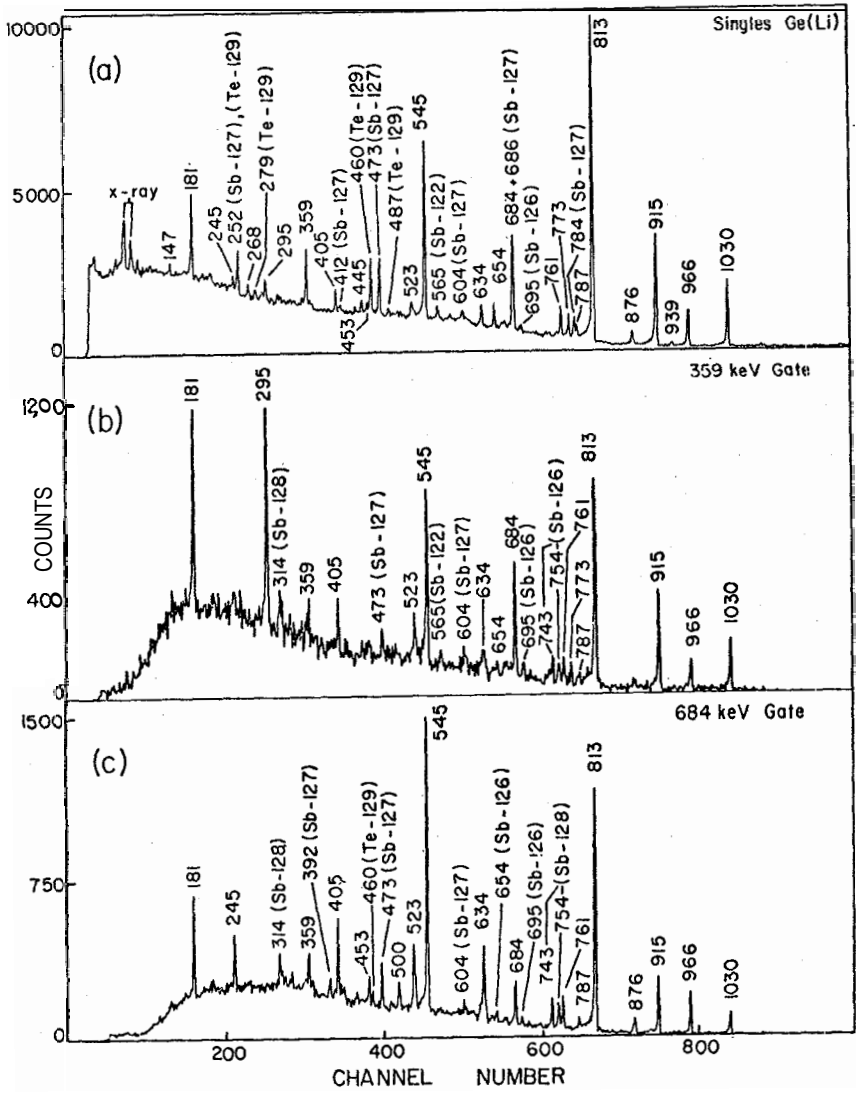 10000
5000
0
(a)
Singles Ge(Li)
x-ray
147
181
245
252 (Sb-127),(Te-129)
268
279 (Te-129)
295
359
405
412 (Sb-127)
445
453
460 (Te-129)
473 (Sb-127)
487 (Te-129)
523
545
565 (Sb-122)
604 (Sb-127)
634
654
684 + 686 (Sb-127)
695 (Sb-126)
761
773
784 (Sb-127)
787
813
876
915
939
966
1030
359 keV Gate
1200
400
0
(b)
181
295
314 (Sb-128)
359
405
473 (Sb-127)
523
545
565 (Sb-122)
604 (Sb-127)
634
654
684
695 (Sb-126)
743
754-(Sb-126)
761
773
787
813
915
966
1030
COUNTS
684 keV Gate
1500
750
0
(c)
181
245
314 (Sb-128)
359
392 (Sb-127)
405
453
460 (Te-129)
473 (Sb-127)
500
523
545
604 (Sb-127)
634
654 (Sb-126)
684
695 (Sb-126)
743
754-(Sb-128)
761
787
813
876
915
966
1030
200
400
600
800
CHANNEL NUMBER